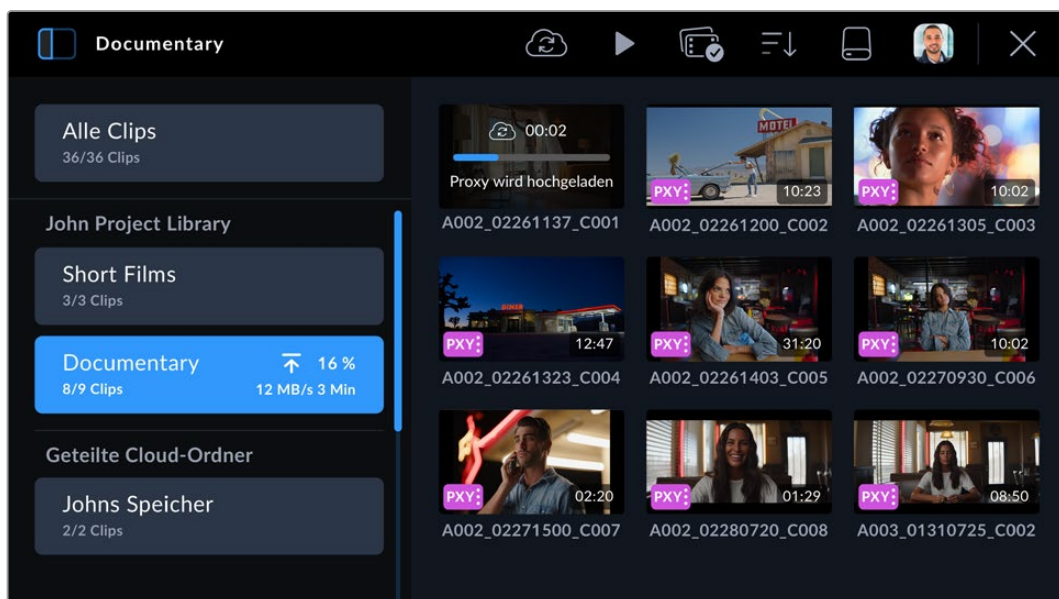 Documentary
Alle Clips
36/36 Clips
John Project Library
Short Films
3/3 Clips
Documentary 16 %
8/9 Clips 12 MB/s 3 Min
Geteilte Cloud-Ordner
Johns Speicher
2/2 Clips
00:02
Proxy wird hochgeladen
A002_02261137_C001
MOTEL
PXY 10:23
A002_02261200_C002
PXY 10:02
A002_02261305_C003
DINER
PXY 12:47
A002_02261323_C004
PXY 31:20
A002_02261403_C005
PXY 10:02
A002_02270930_C006
PXY 02:20
A002_02271500_C007
PXY 01:29
A002_02280720_C008
PXY 08:50
A003_01310725_C002